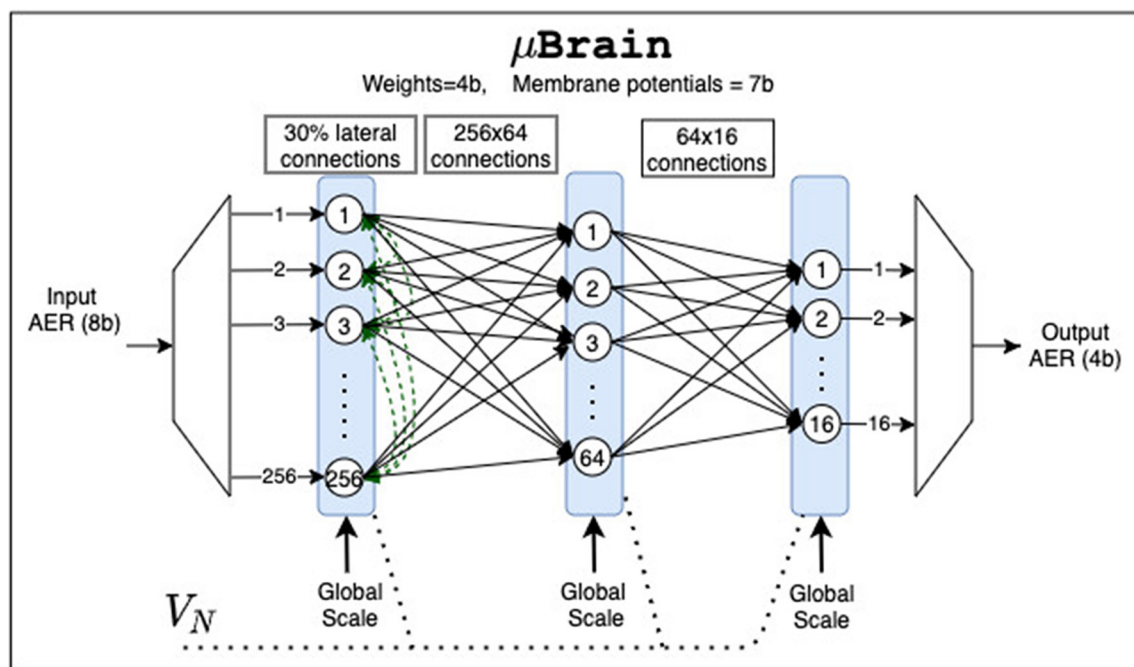 μBrain
Weights=4b, Membrane potentials = 7b
30% lateral
connections
256x64
connections
64x16
connections
Input
AER (8b)
1
2
3
256
1
2
3
256
1
2
3
64
1
2
16
1
2
16
Output
AER (4b)
Global
Scale
Global
Scale
Global
Scale
V_N